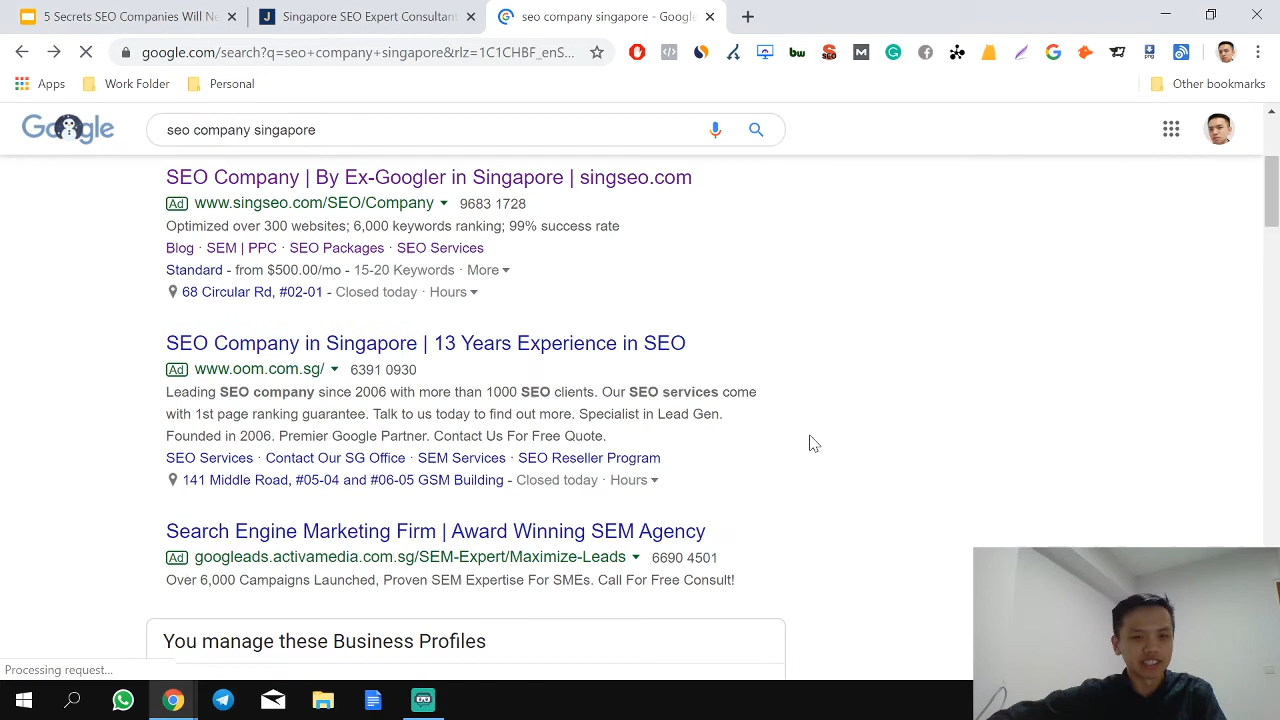 5 Secrets SEO Companies Will Ne
Singapore SEO Expert Consultant
seo company singapore - Googl
google.com/search?q=seo+company+singapore&rlz=1C1CHBF_enS...
Apps
Work Folder
Personal
Other bookmarks
Google
seo company singapore
SEO Company | By Ex-Googler in Singapore | singseo.com
Ad www.singseo.com/SEO/Company 9683 1728
Optimized over 300 websites; 6,000 keywords ranking; 99% success rate
Blog · SEM | PPC · SEO Packages · SEO Services
Standard - from $500.00/mo - 15-20 Keywords · More
68 Circular Rd, #02-01 - Closed today · Hours
SEO Company in Singapore | 13 Years Experience in SEO
Ad www.oom.com.sg/ 6391 0930
Leading SEO company since 2006 with more than 1000 SEO clients. Our SEO services come
with 1st page ranking guarantee. Talk to us today to find out more. Specialist in Lead Gen.
Founded in 2006. Premier Google Partner. Contact Us For Free Quote.
SEO Services · Contact Our SG Office · SEM Services · SEO Reseller Program
141 Middle Road, #05-04 and #06-05 GSM Building - Closed today · Hours
Search Engine Marketing Firm | Award Winning SEM Agency
Ad googleads.activamedia.com.sg/SEM-Expert/Maximize-Leads 6690 4501
Over 6,000 Campaigns Launched, Proven SEM Expertise For SMEs. Call For Free Consult!
You manage these Business Profiles
Processing request...